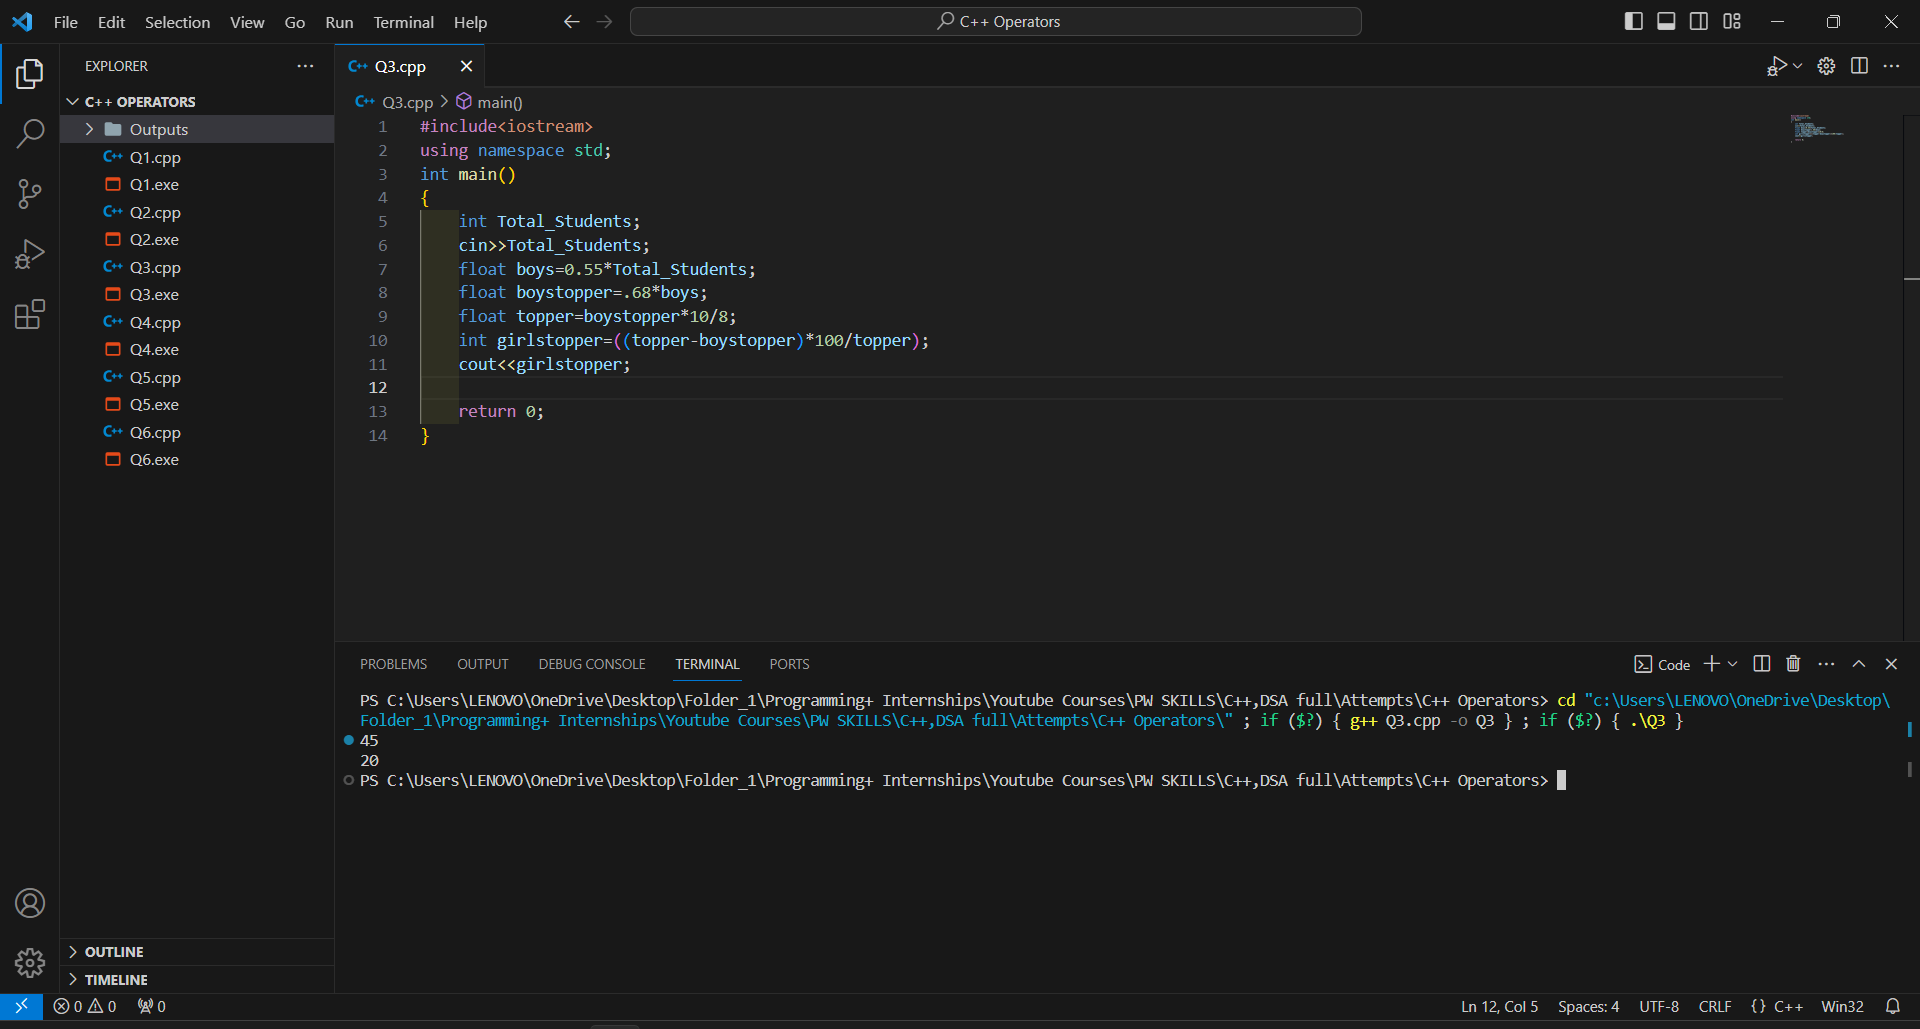 File Edit Selection View Go Run Terminal Help C++ Operators
EXPLORER
C++ OPERATORS
Outputs
C++ Q1.cpp
Q1.exe
C++ Q2.cpp
Q2.exe
C++ Q3.cpp
Q3.exe
C++ Q4.cpp
Q4.exe
C++ Q5.cpp
Q5.exe
C++ Q6.cpp
Q6.exe
OUTLINE
TIMELINE
C++ Q3.cpp
C++ Q3.cpp > main()
1 #include<iostream>
2 using namespace std;
3 int main()
4 {
5 int Total_Students;
6 cin>>Total_Students;
7 float boys=0.55*Total_Students;
8 float boystopper=.68*boys;
9 float topper=boystopper*10/8;
10 int girlstopper=((topper-boystopper)*100/topper);
11 cout<<girlstopper;
12
13 return 0;
14 }
PROBLEMS OUTPUT DEBUG CONSOLE TERMINAL PORTS Code
PS C:\Users\LENOVO\OneDrive\Desktop\Folder_1\Programming+ Internships\Youtube Courses\PW SKILLS\C++,DSA full\Attempts\C++ Operators> cd "c:\Users\LENOVO\OneDrive\Desktop\
Folder_1\Programming+ Internships\Youtube Courses\PW SKILLS\C++,DSA full\Attempts\C++ Operators\" ; if ($?) { g++ Q3.cpp -o Q3 } ; if ($?) { .\Q3 }
45
20
PS C:\Users\LENOVO\OneDrive\Desktop\Folder_1\Programming+ Internships\Youtube Courses\PW SKILLS\C++,DSA full\Attempts\C++ Operators>
0 0 0 Ln 12, Col 5 Spaces: 4 UTF-8 CRLF {} C++ Win32